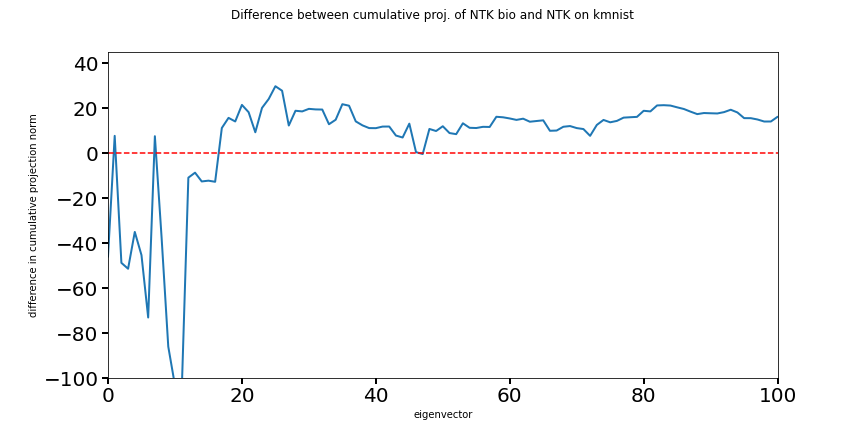 Difference between cumulative proj. of NTK bio and NTK on kmnist
difference in cumulative projection norm
40
20
0
−20
−40
−60
−80
−100
0 20 40 60 80 100
eigenvector